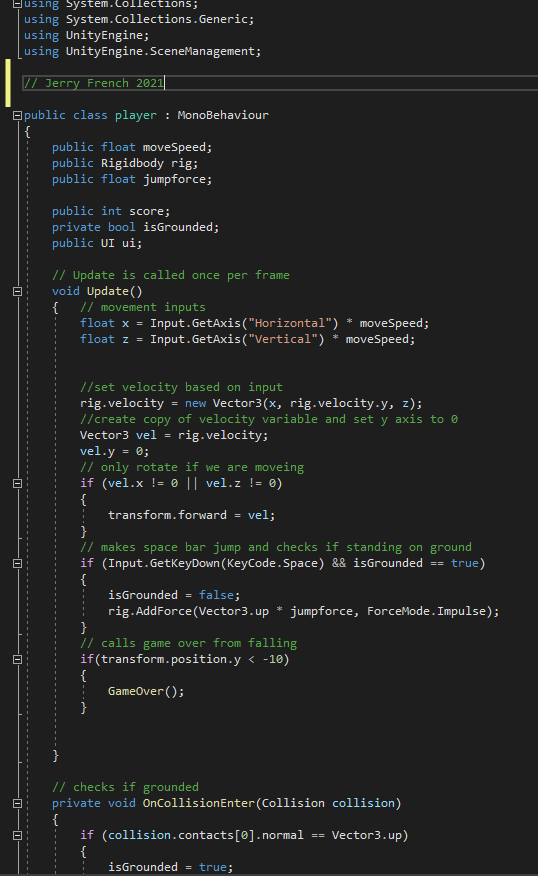 using System.Collections;
using System.Collections.Generic;
using UnityEngine;
using UnityEngine.SceneManagement;
// Jerry French 2021
public class player : MonoBehaviour
{
public float moveSpeed;
public Rigidbody rig;
public float jumpforce;
public int score;
private bool isGrounded;
public UI ui;
// Update is called once per frame
void Update()
{ // movement inputs
float x = Input.GetAxis("Horizontal") * moveSpeed;
float z = Input.GetAxis("Vertical") * moveSpeed;
//set velocity based on input
rig.velocity = new Vector3(x, rig.velocity.y, z);
//create copy of velocity variable and set y axis to 0
Vector3 vel = rig.velocity;
vel.y = 0;
// only rotate if we are moveing
if (vel.x != 0 || vel.z != 0)
{
transform.forward = vel;
}
// makes space bar jump and checks if standing on ground
if (Input.GetKeyDown(KeyCode.Space) && isGrounded == true)
{
isGrounded = false;
rig.AddForce(Vector3.up * jumpforce, ForceMode.Impulse);
}
// calls game over from falling
if(transform.position.y < -10)
{
GameOver();
}
}
// checks if grounded
private void OnCollisionEnter(Collision collision)
{
if (collision.contacts[0].normal == Vector3.up)
{
isGrounded = true;